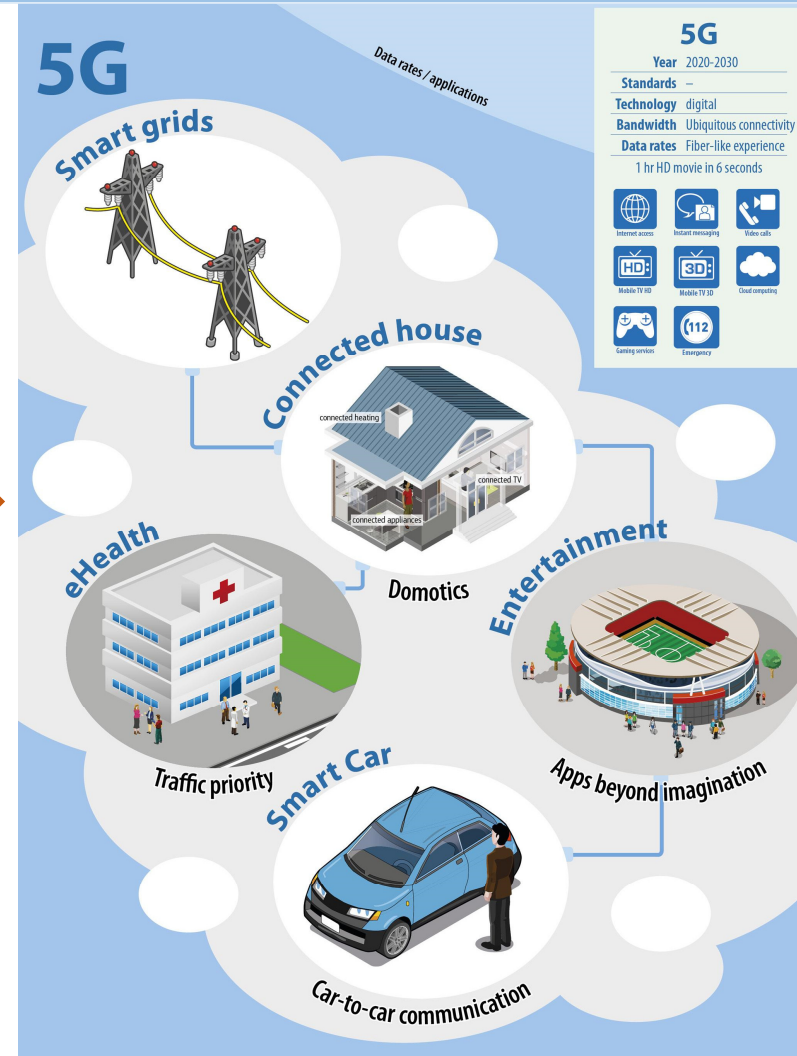 5G
Data rates / applications
5G
Year 2020-2030
Standards –
Technology digital
Bandwidth Ubiquitous connectivity
Data rates Fiber-like experience
1 hr HD movie in 6 seconds
Internet access
Instant messaging
Video calls
HD
3D
Mobile TV HD
Mobile TV 3D
Cloud computing
112
Gaming services
Emergency
Smart grids
Connected house
connected heating
connected TV
connected appliances
Domotics
eHealth
Traffic priority
Entertainment
Apps beyond imagination
Smart Car
Car-to-car communication